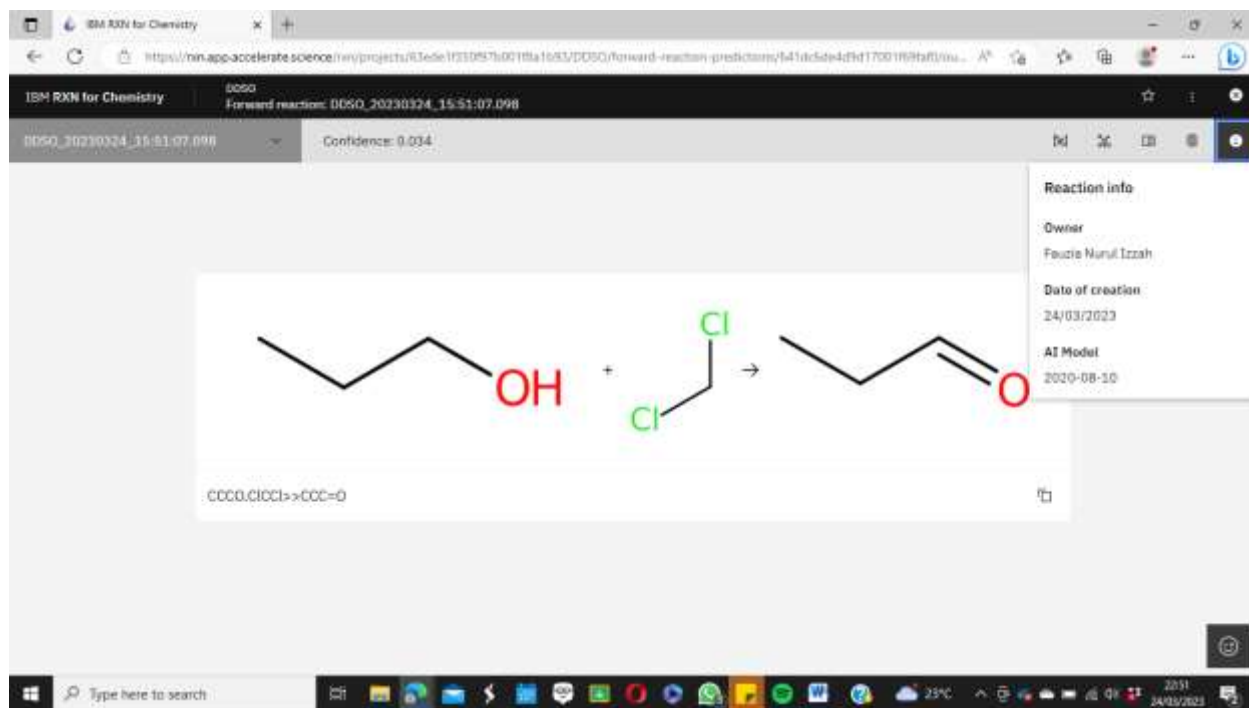 IBM RXN for Chemistry
IBM RXN for Chemistry
DDSO
Forward reaction: DDSO_20230324_15:51:07.098
DDSO_20230324_15:51:07.098
Confidence: 0.034
Reaction info
Owner
Fauzia Nurul Izzah
Date of creation
24/03/2023
AI Model
2020-08-10
Cl
OH
+
Cl
→
O
CCCO.ClCCl>>CCC=O
Type here to search
23°C
22:51
24/03/2023